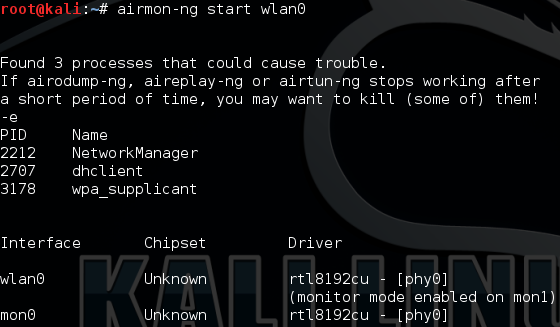 root@kali:~# airmon-ng start wlan0
Found 3 processes that could cause trouble.
If airodump-ng, aireplay-ng or airtun-ng stops working after
a short period of time, you may want to kill (some of) them!
-e
PID Name
2212 NetworkManager
2707 dhclient
3178 wpa_supplicant
Interface Chipset Driver
wlan0 Unknown rtl8192cu - [phy0]
(monitor mode enabled on mon1)
mon0 Unknown rtl8192cu - [phy0]
KALI LINU